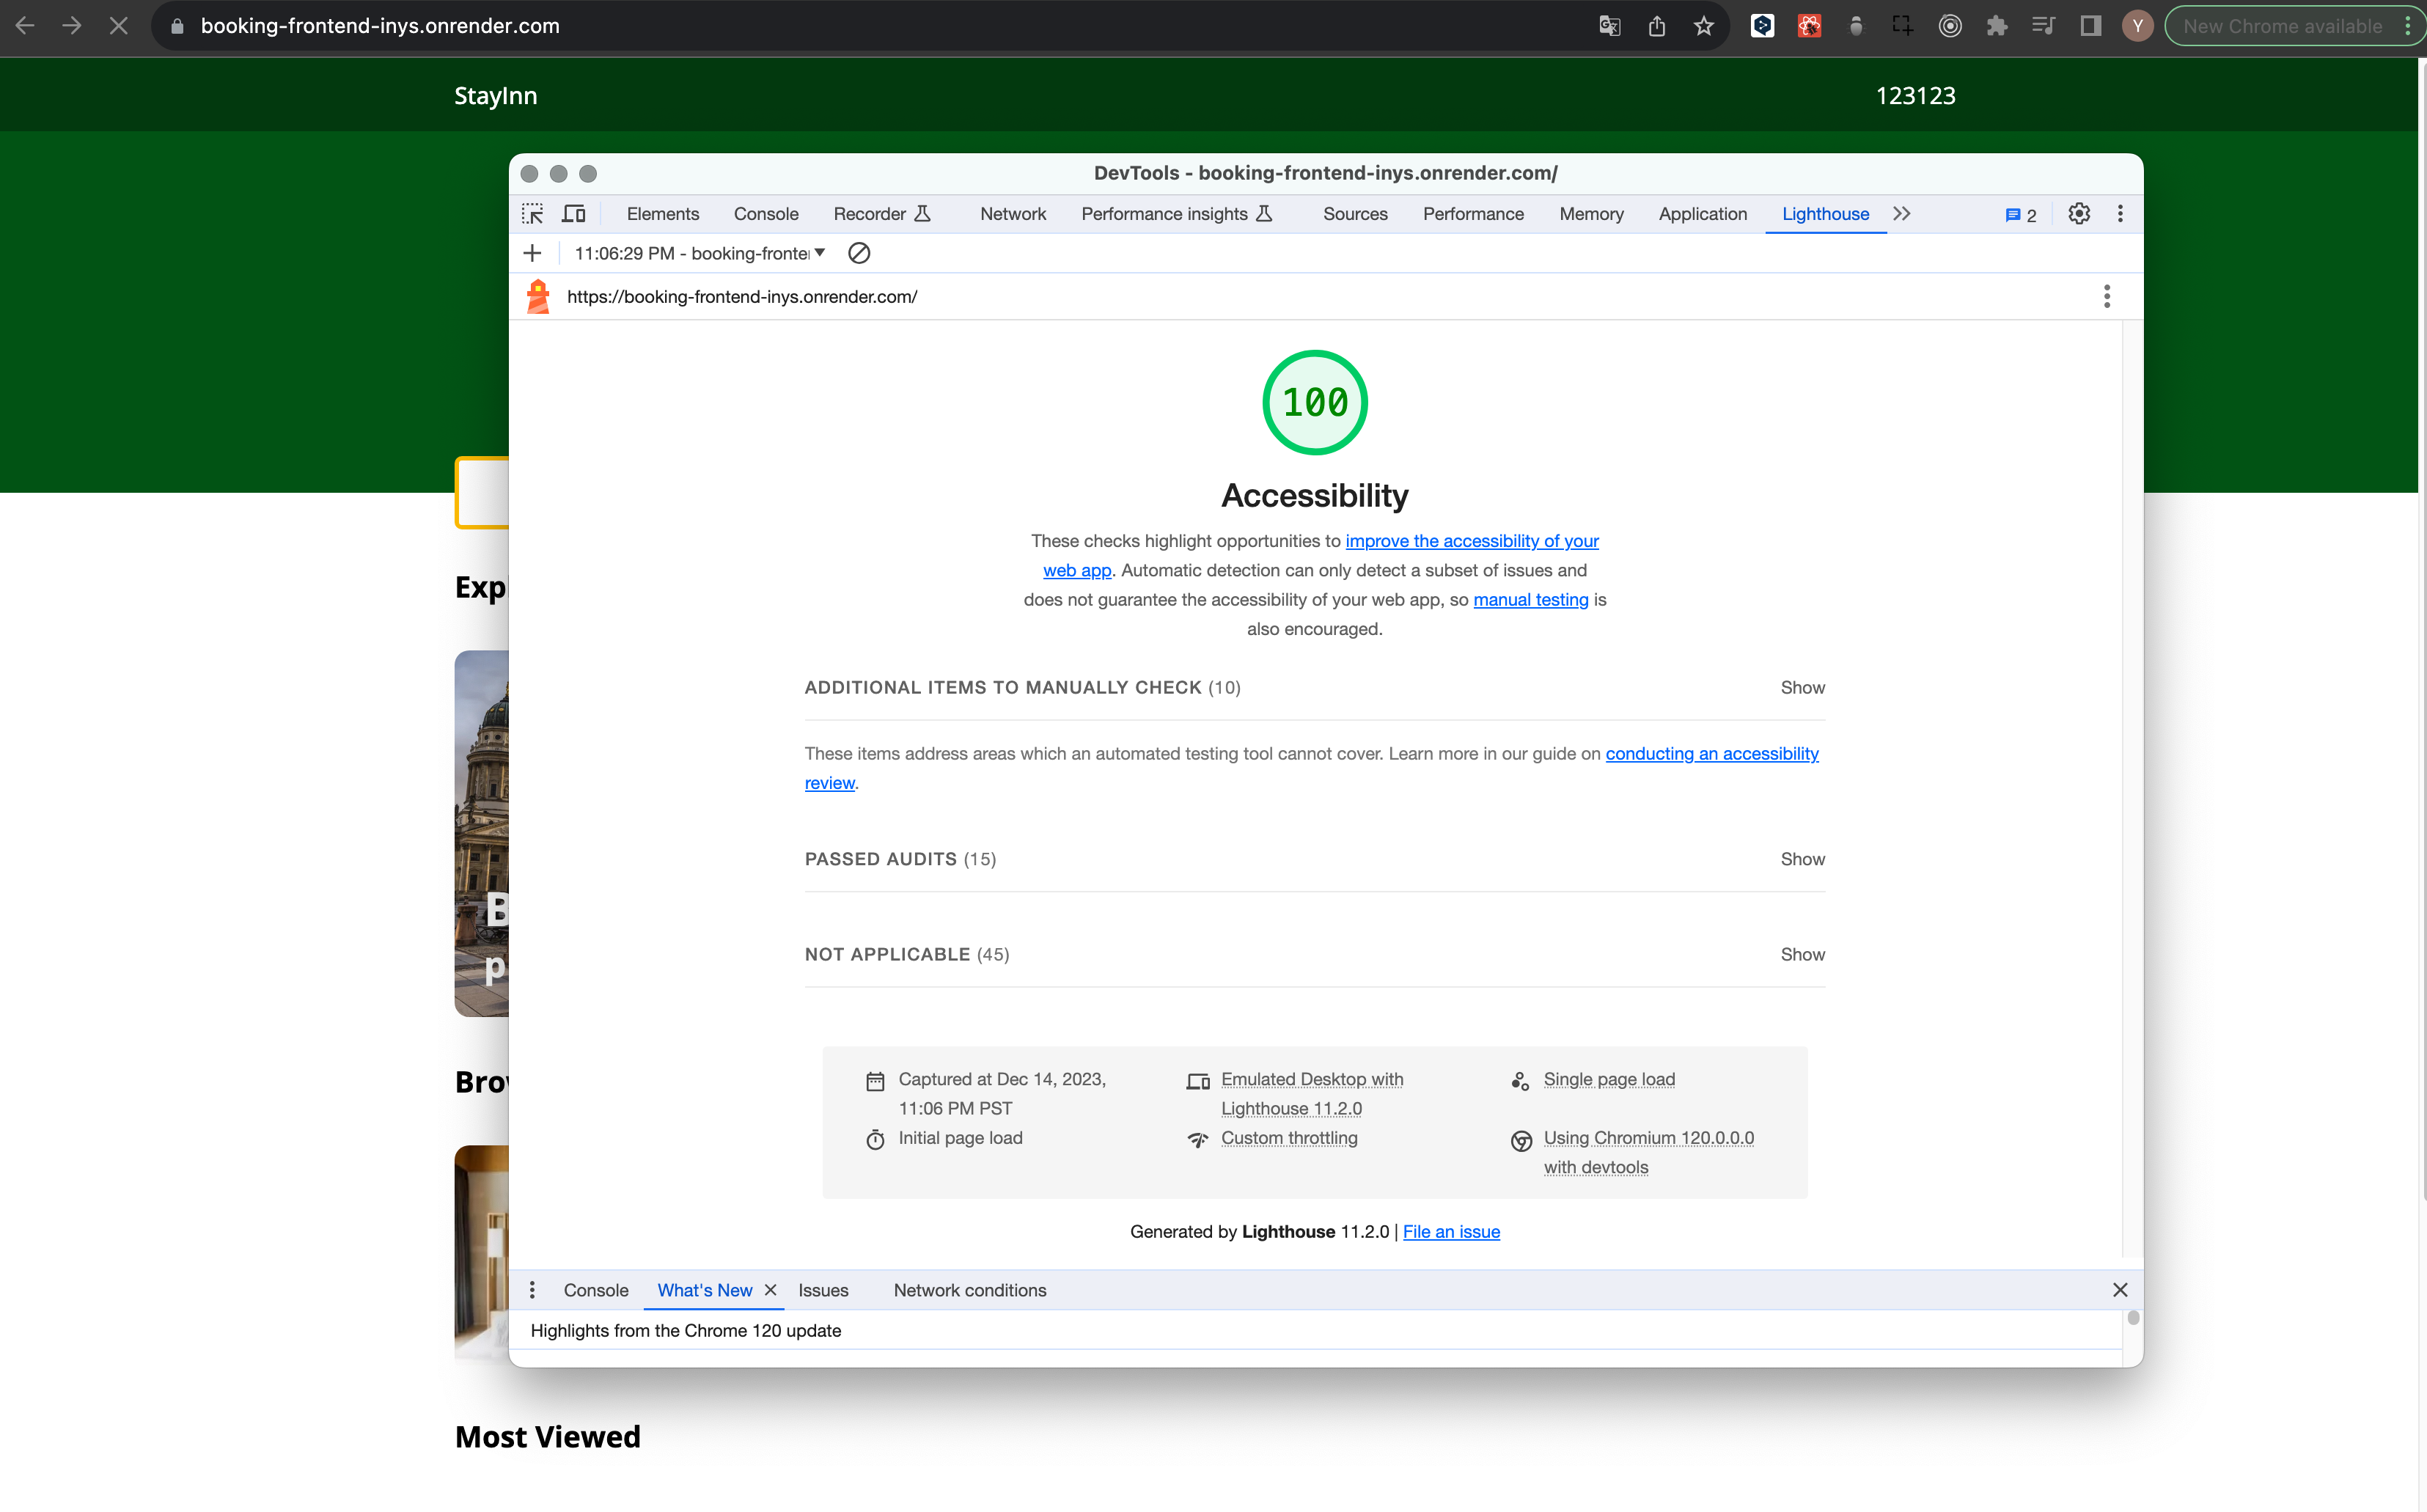 booking-frontend-inys.onrender.com
Y
New Chrome available
StayInn
123123
DevTools - booking-frontend-inys.onrender.com/
Elements Console Recorder Network Performance insights Sources Performance Memory Application Lighthouse 2
11:06:29 PM - booking-fronte
https://booking-frontend-inys.onrender.com/
100
Accessibility
These checks highlight opportunities to improve the accessibility of your
web app. Automatic detection can only detect a subset of issues and
does not guarantee the accessibility of your web app, so manual testing is
also encouraged.
ADDITIONAL ITEMS TO MANUALLY CHECK (10) Show
These items address areas which an automated testing tool cannot cover. Learn more in our guide on conducting an accessibility
review.
PASSED AUDITS (15) Show
NOT APPLICABLE (45) Show
Captured at Dec 14, 2023,
11:06 PM PST
Emulated Desktop with
Lighthouse 11.2.0
Single page load
Initial page load
Custom throttling
Using Chromium 120.0.0.0
with devtools
Generated by Lighthouse 11.2.0 | File an issue
Console What's New Issues Network conditions
Highlights from the Chrome 120 update
Exp
B
p
Bro
Most Viewed